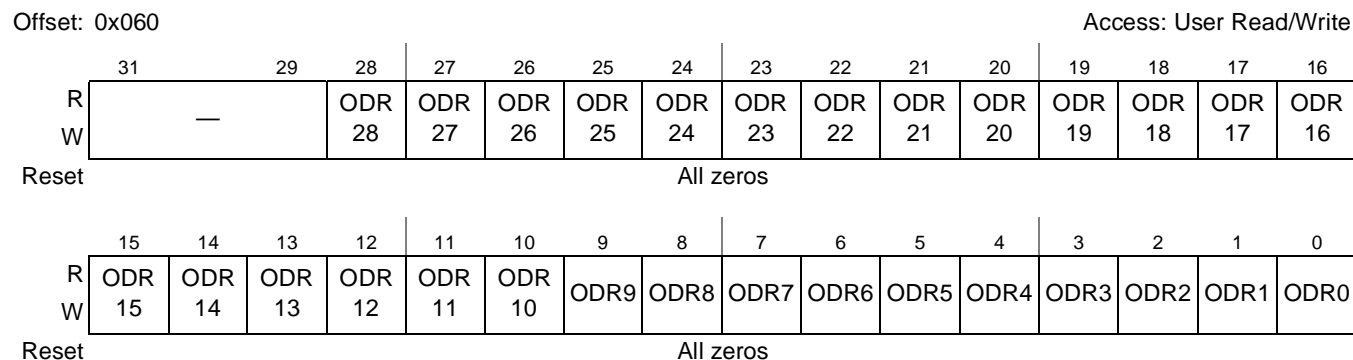 Offset: 0x060 Access: User Read/Write
31 29 28 27 26 25 24 23 22 21 20 19 18 17 16
R — ODR ODR ODR ODR ODR ODR ODR ODR ODR ODR ODR ODR ODR
W 28 27 26 25 24 23 22 21 20 19 18 17 16
Reset All zeros
15 14 13 12 11 10 9 8 7 6 5 4 3 2 1 0
R ODR ODR ODR ODR ODR ODR ODR9 ODR8 ODR7 ODR6 ODR5 ODR4 ODR3 ODR2 ODR1 ODR0
W 15 14 13 12 11 10
Reset All zeros